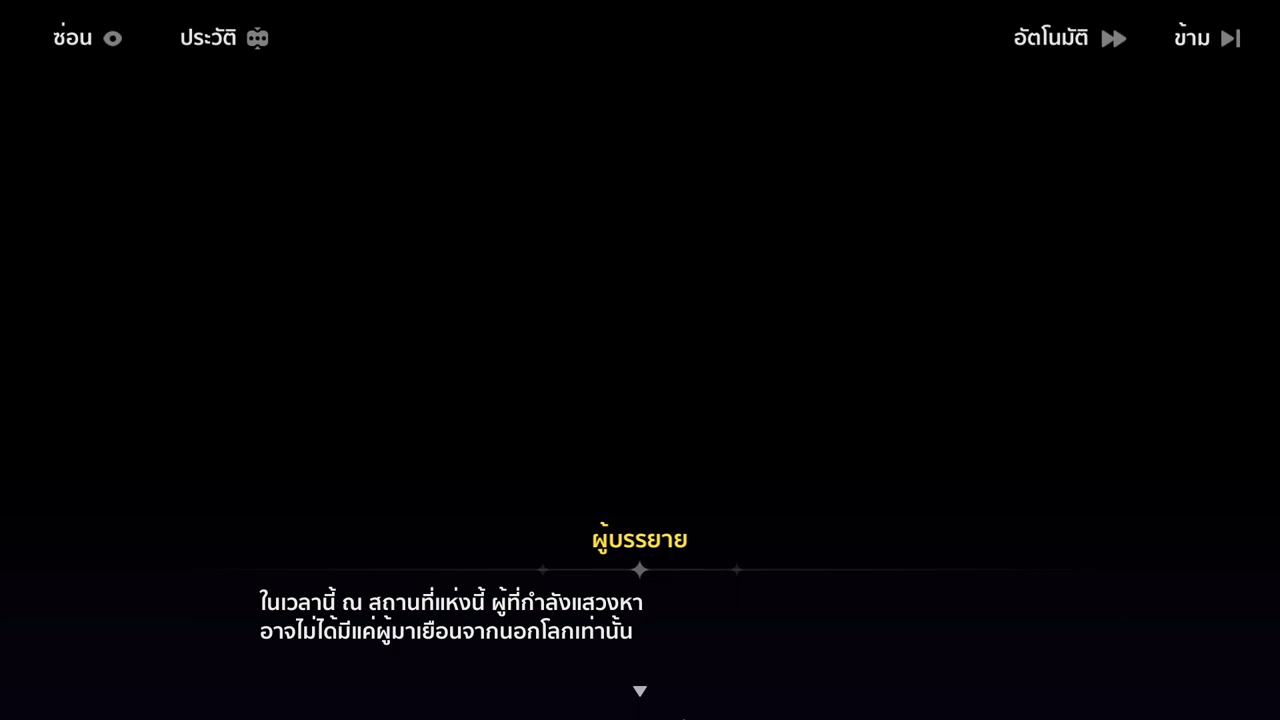 ซ่อน
ประวัติ
อัตโนมัติ
ข้าม
ผู้บรรยาย
ในเวลานี้ ณ สถานที่แห่งนี้ ผู้ที่กำลังแสวงหา
อาจไม่ได้มีแค่ผู้มาเยือนจากนอกโลกเท่านั้น